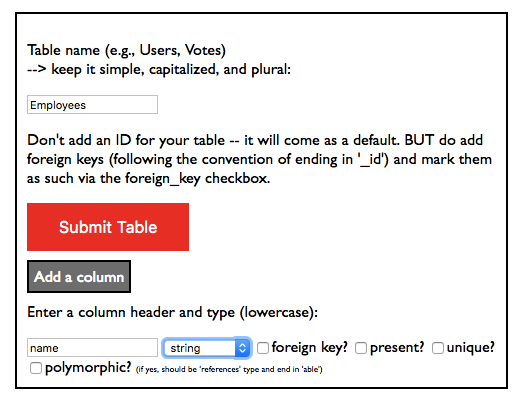 Table name (e.g., Users, Votes)
--> keep it simple, capitalized, and plural:
Employees
Don't add an ID for your table -- it will come as a default. BUT do add
foreign keys (following the convention of ending in '_id') and mark them
as such via the foreign_key checkbox.
Submit Table
Add a column
Enter a column header and type (lowercase):
name string foreign key? present? unique?
polymorphic? (if yes, should be 'references' type and end in 'able')